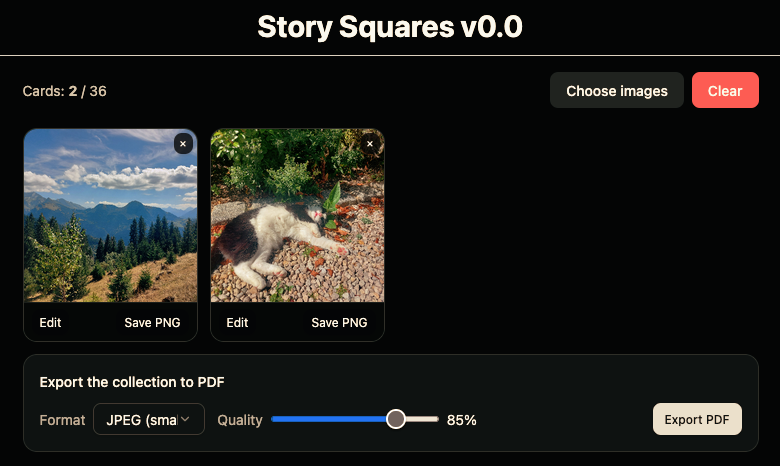 Story Squares v0.0
Cards: 2 / 36
Choose images
Clear
×
×
Edit
Save PNG
Edit
Save PNG
Export the collection to PDF
Format
JPEG (smal
Quality
85%
Export PDF